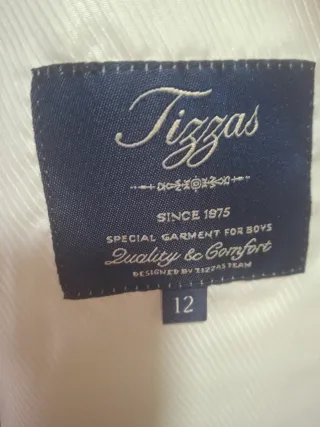 Tizzas
SINCE 1975
SPECIAL GARMENT FOR BOYS
Quality & Comfort
DESIGNED BY TIZZAS TEAM
12